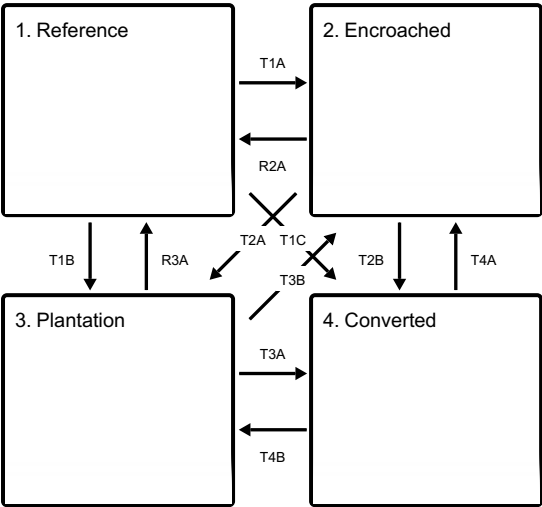 1. Reference
2. Encroached
T1A
R2A
T2A
T1C
T1B
R3A
T3B
T2B
T4A
3. Plantation
4. Converted
T3A
T4B